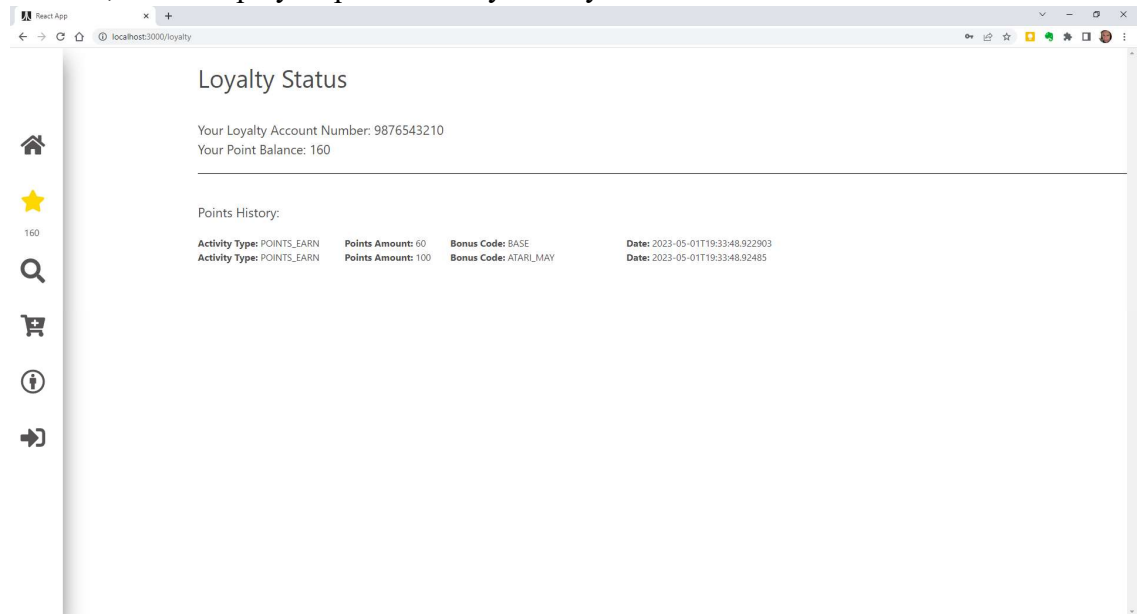 React App
localhost:3000/loyalty
Loyalty Status
Your Loyalty Account Number: 9876543210
Your Point Balance: 160
160
Points History:
Activity Type: POINTS_EARN Points Amount: 60 Bonus Code: BASE Date: 2023-05-01T19:33:48.922903
Activity Type: POINTS_EARN Points Amount: 100 Bonus Code: ATARI_MAY Date: 2023-05-01T19:33:48.92485